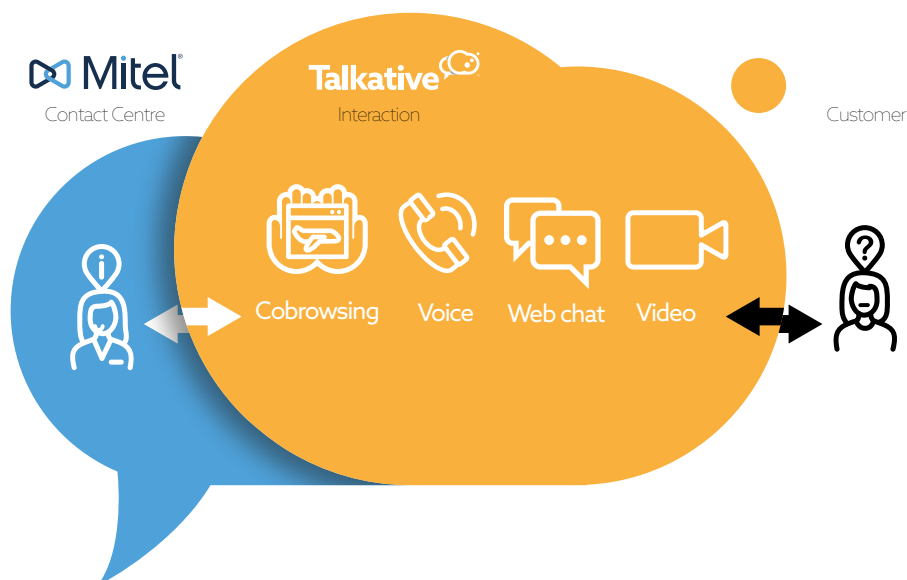 Mitel®
Contact Centre
Talkative
Interaction
Customer
i
?
Cobrowsing
Voice
Web chat
Video